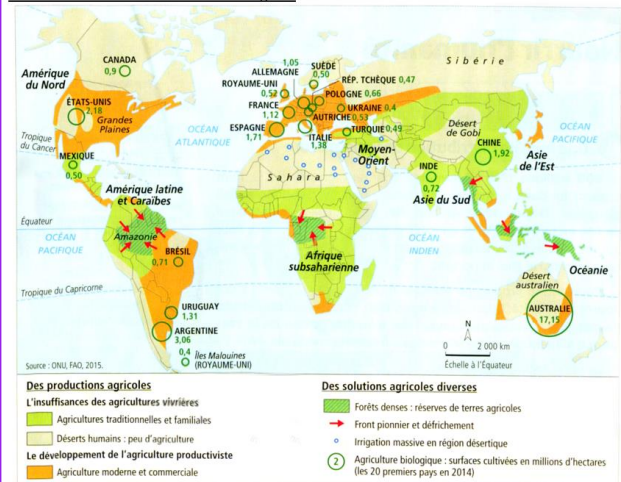 CANADA
0,9
Amérique
du Nord
ÉTATS-UNIS
2,18
Grandes
Plaines
Tropique
du Cancer
MEXIQUE
0,50
OCÉAN
ATLANTIQUE
1,05
ALLEMAGNE
SUÈDE
0,50
ROYAUME-UNI
0,52
RÉP. TCHÈQUE 0,47
POLOGNE 0,66
FRANCE
1,12
UKRAINE 0,4
AUTRICHE 0,53
ESPAGNE
1,71
ITALIE
1,38
TURQUIE 0,49
Sibérie
Désert
de Gobi
CHINE
1,92
OCÉAN
PACIFIQUE
Asie
de l'Est
Moyen-
Orient
Sahara
INDE
0,72
Asie du Sud
Amérique latine
et Caraïbes
Équateur
OCÉAN
PACIFIQUE
Amazonie
BRÉSIL
0,71
Afrique
subsaharienne
OCÉAN
INDIEN
Océanie
Tropique du Capricorne
Désert
australien
AUSTRALIE
17,15
URUGUAY
1,31
ARGENTINE
3,06
0,4
Îles Malouines
(ROYAUME-UNI)
N
0 2 000 km
Échelle à l'Équateur
Source : ONU, FAO, 2015.
Des productions agricoles
L'insuffisances des agricultures vivrières
Agricultures traditionnelles et familiales
Déserts humains : peu d'agriculture
Le développement de l'agriculture productiviste
Agriculture moderne et commerciale
Des solutions agricoles diverses
Forêts denses : réserves de terres agricoles
Front pionnier et défrichement
Irrigation massive en région désertique
2 Agriculture biologique : surfaces cultivées en millions d'hectares
(les 20 premiers pays en 2014)